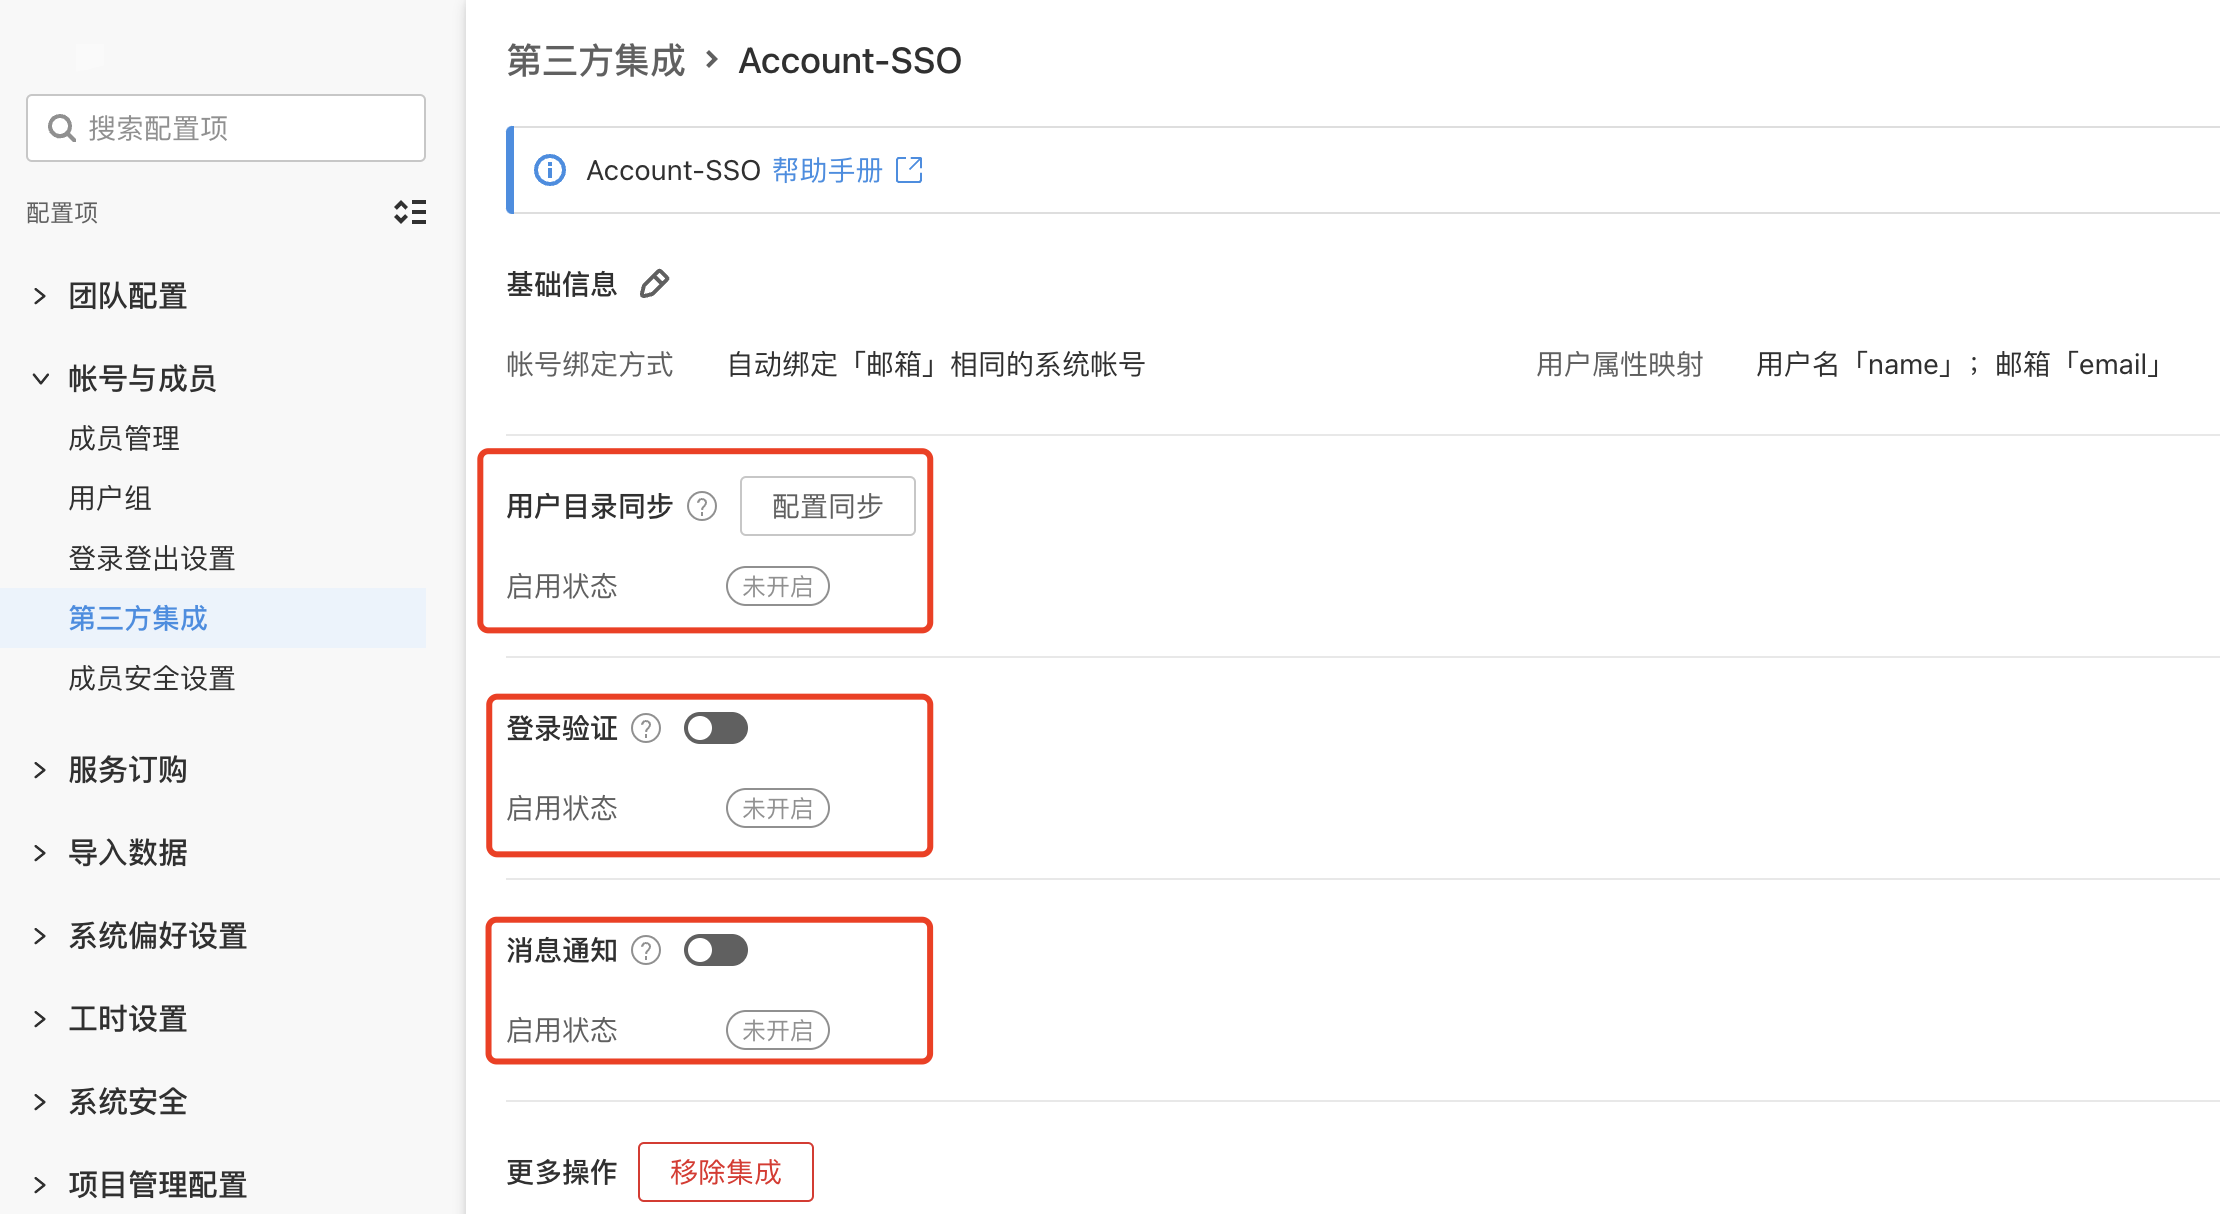 搜索配置项
配置项
团队配置
帐号与成员
成员管理
用户组
登录登出设置
第三方集成
成员安全设置
服务订购
导入数据
系统偏好设置
工时设置
系统安全
项目管理配置
第三方集成 > Account-SSO
Account-SSO 帮助手册
基础信息
帐号绑定方式 自动绑定「邮箱」相同的系统帐号 用户属性映射 用户名「name」; 邮箱「email」
用户目录同步 ? 配置同步
启用状态 未开启
登录验证 ?
启用状态 未开启
消息通知 ?
启用状态 未开启
更多操作 移除集成